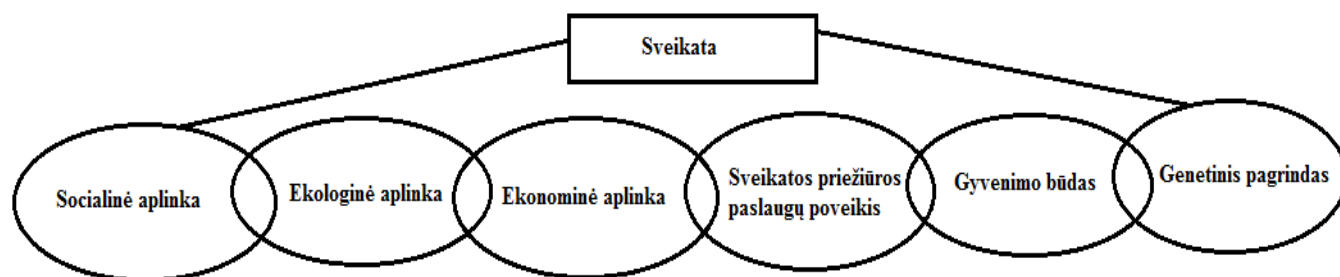 Sveikata
Socialinė aplinka
Ekologinė aplinka
Ekonominė aplinka
Sveikatos priežiūros
paslaugų poveikis
Gyvenimo būdas
Genetinis pagrindas